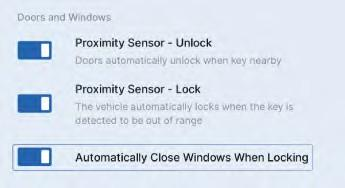 Doors and Windows
Proximity Sensor - Unlock
Doors automatically unlock when key nearby
Proximity Sensor - Lock
The vehicle automatically locks when the key is
detected to be out of range
Automatically Close Windows When Locking